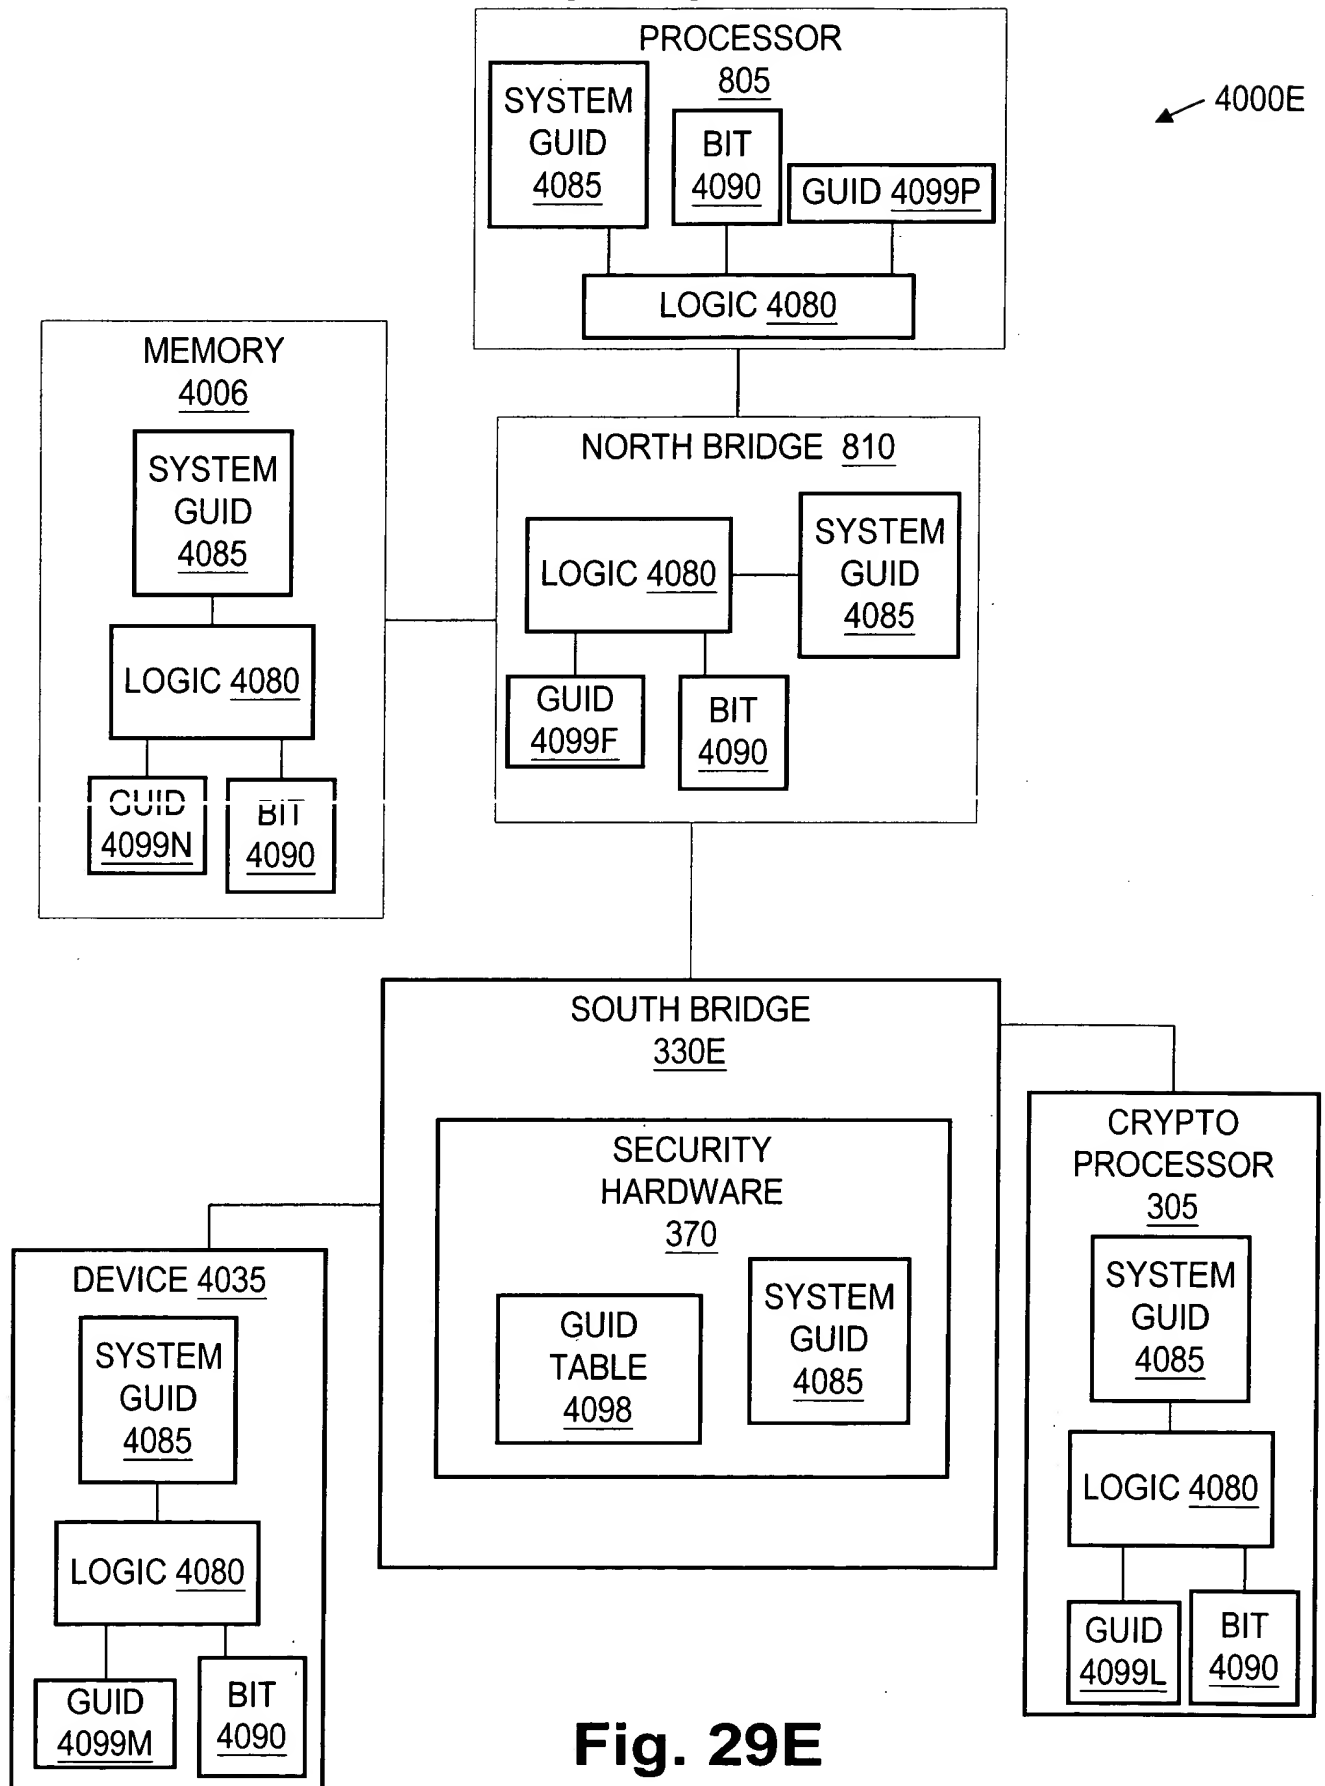 PROCESSOR
805
SYSTEM
GUID
4085
BIT
4090
GUID 4099P
LOGIC 4080
4000E
MEMORY
4006
SYSTEM
GUID
4085
LOGIC 4080
GUID
4099N
BIT
4090
NORTH BRIDGE 810
LOGIC 4080
SYSTEM
GUID
4085
GUID
4099F
BIT
4090
SOUTH BRIDGE
330E
SECURITY
HARDWARE
370
GUID
TABLE
4098
SYSTEM
GUID
4085
CRYPTO
PROCESSOR
305
SYSTEM
GUID
4085
LOGIC 4080
GUID
4099L
BIT
4090
DEVICE 4035
SYSTEM
GUID
4085
LOGIC 4080
GUID
4099M
BIT
4090
Fig. 29E